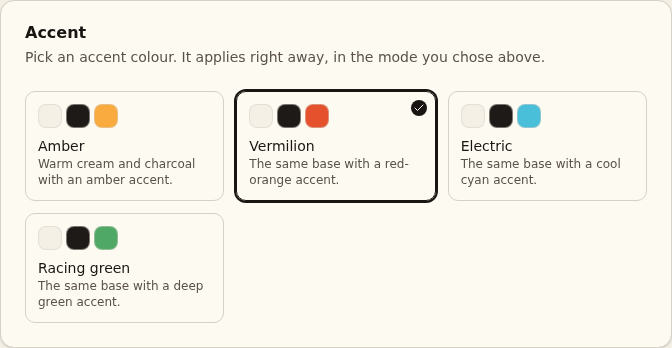 Accent
Pick an accent colour. It applies right away, in the mode you chose above.
Amber
Warm cream and charcoal
with an amber accent.
Vermilion
The same base with a red-
orange accent.
Electric
The same base with a cool
cyan accent.
Racing green
The same base with a deep
green accent.